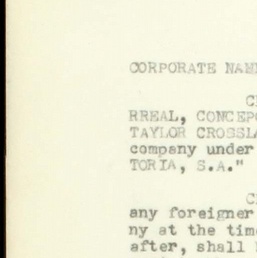 CORPORATE NAM
C
RREAL, CONCEP
TAYLOR CROSSL
company under
TORIA, S.A."
C
any foreigner
ny at the tim
after, shall